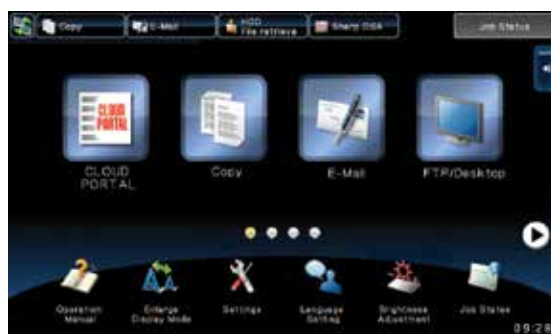 Copy E-Mail HDD File retrieve Sharp OSA Job Status
CLOUD PORTAL
CLOUD PORTAL
Copy
E-Mail
FTP/Desktop
Operation Manual
Enlarge Display Mode
Settings
Language Setting
Brightness Adjustment
Job Status
09:28